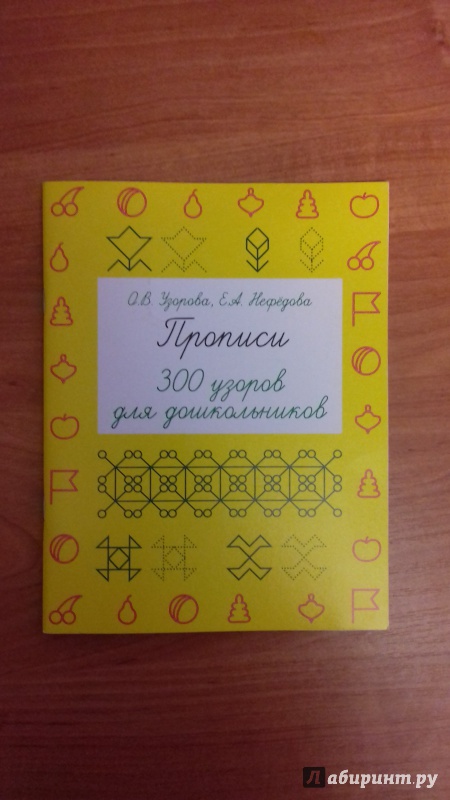 О.В. Узорова, Е.А. Нефёдова
Прописи
300 узоров
для дошкольников
Лабиринт.ру